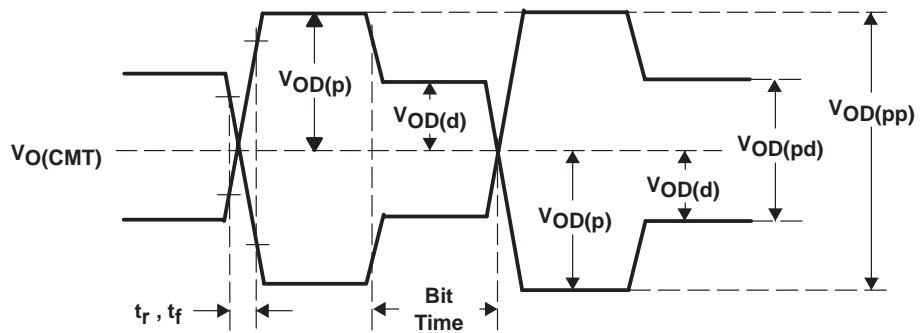 VOD(p)
VOD(d)
VOD(pp)
VO(CMT)
VOD(pd)
VOD(d)
VOD(p)
tr , tf
Bit
Time